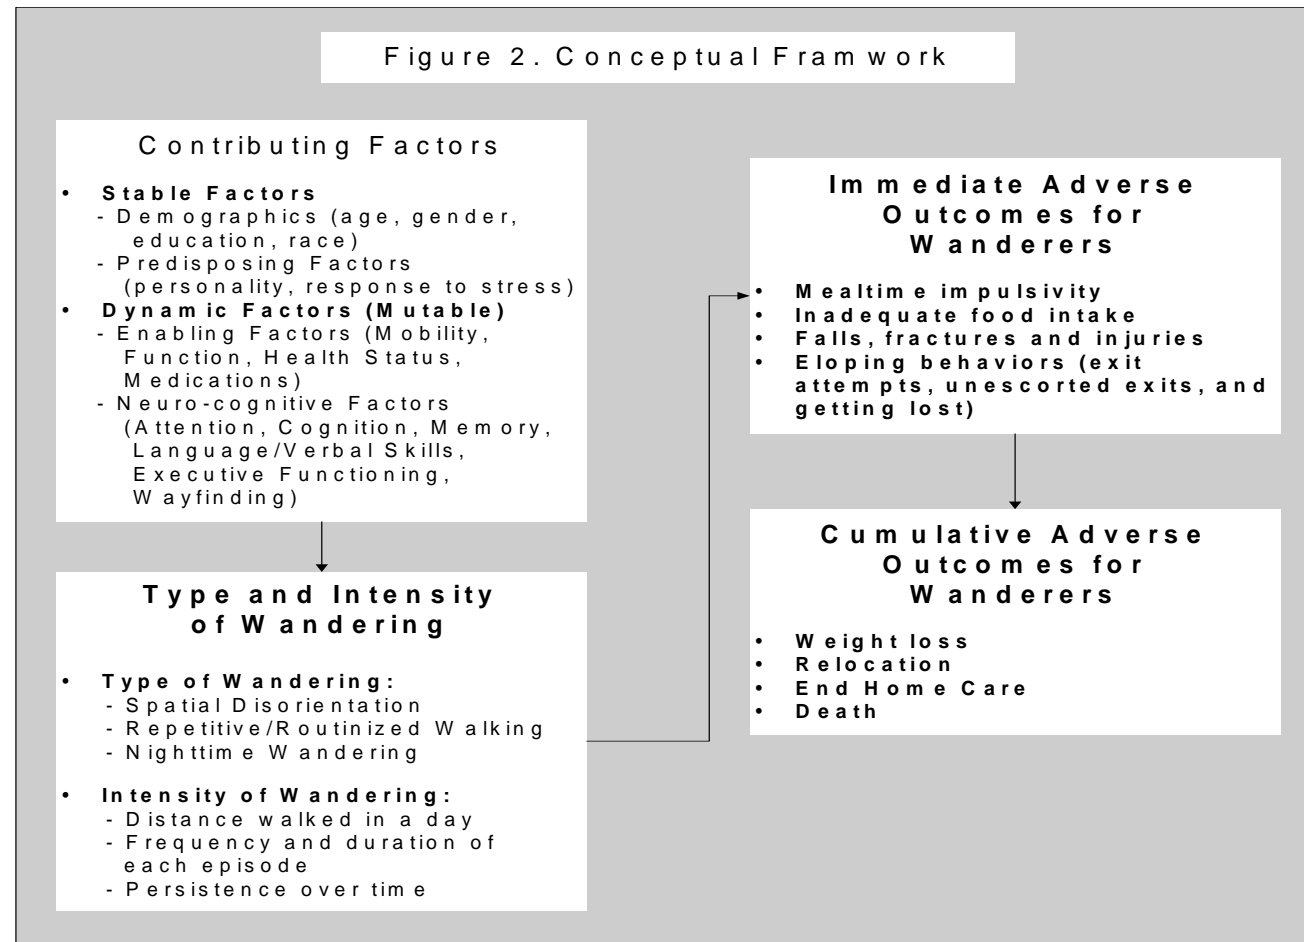 Figure 2. Conceptual Framwork
Contributing Factors
• Stable Factors
- Demographics (age, gender,
education, race)
- Predisposing Factors
(personality, response to stress)
• Dynamic Factors (Mutable)
- Enabling Factors (Mobility,
Function, Health Status,
Medications)
- Neuro-cognitive Factors
(Attention, Cognition, Memory,
Language/Verbal Skills,
Executive Functioning,
Wayfinding)
Type and Intensity
of Wandering
• Type of Wandering:
- Spatial Disorientation
- Repetitive/Routinized Walking
- Nighttime Wandering
• Intensity of Wandering:
- Distance walked in a day
- Frequency and duration of
each episode
- Persistence over time
Immediate Adverse
Outcomes for
Wanderers
• Mealtime impulsivity
• Inadequate food intake
• Falls, fractures and injuries
• Eloping behaviors (exit
attempts, unescorted exits, and
getting lost)
Cumulative Adverse
Outcomes for
Wanderers
• Weight loss
• Relocation
• End Home Care
• Death